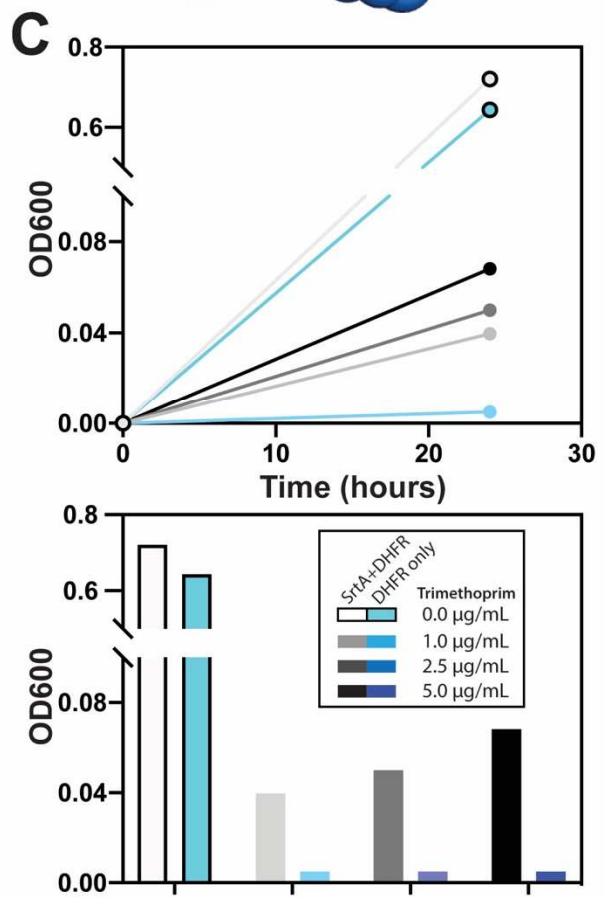 C
0.8
0.6
0.08
0.04
0.00
OD600
0 10 20 30
Time (hours)
0.8
0.6
0.08
0.04
0.00
OD600
SrtA+DHFR
DHFR only
Trimethoprim
0.0 µg/mL
1.0 µg/mL
2.5 µg/mL
5.0 µg/mL